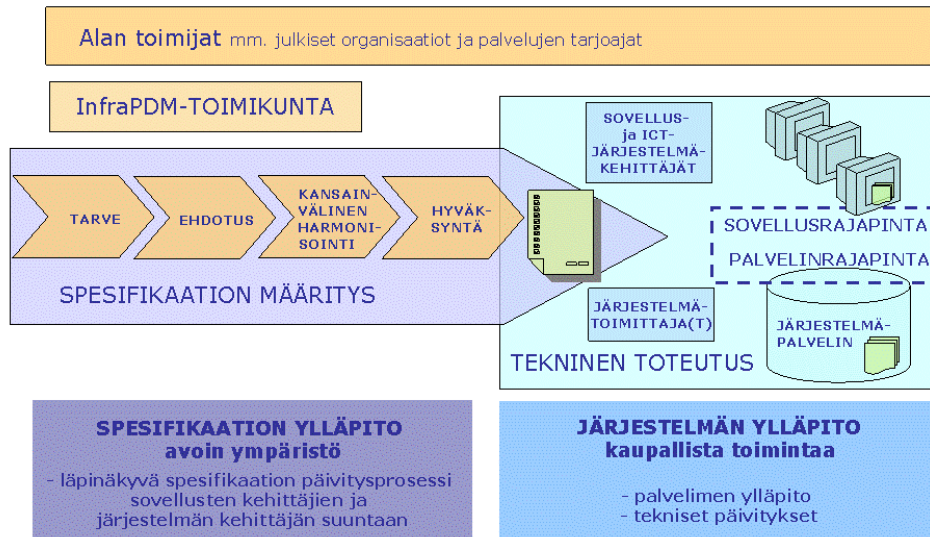 Alan toimijat mm. julkiset organisaatiot ja palvelujen tarjoajat
InfraPDM-TOIMIKUNTA
TARVE
EHDOTUS
KANSAIN-
VÄLINEN
HARMONI-
SOINTI
HYVÄK-
SYNTÄ
SPESIFIKAATION MÄÄRITYS
SOVELLUS-
ja ICT-
JÄRJESTELMÄ-
KEHITTÄJÄT
SOVELLUSRAJAPINTA
PALVELINRAJAPINTA
JÄRJESTELMÄ-
TOIMITTAJA(T)
JÄRJESTELMÄ-
PALVELIN
TEKNINEN TOTEUTUS
SPESIFIKAATION YLLÄPITO
avoin ympäristö
- läpinäkyvä spesifikaation päivitysprosessi
sovellusten kehittäjien ja
järjestelmän kehittäjän suuntaan
JÄRJESTELMÄN YLLÄPITO
kaupallista toimintaa
- palvelimen ylläpito
- tekniset päivitykset